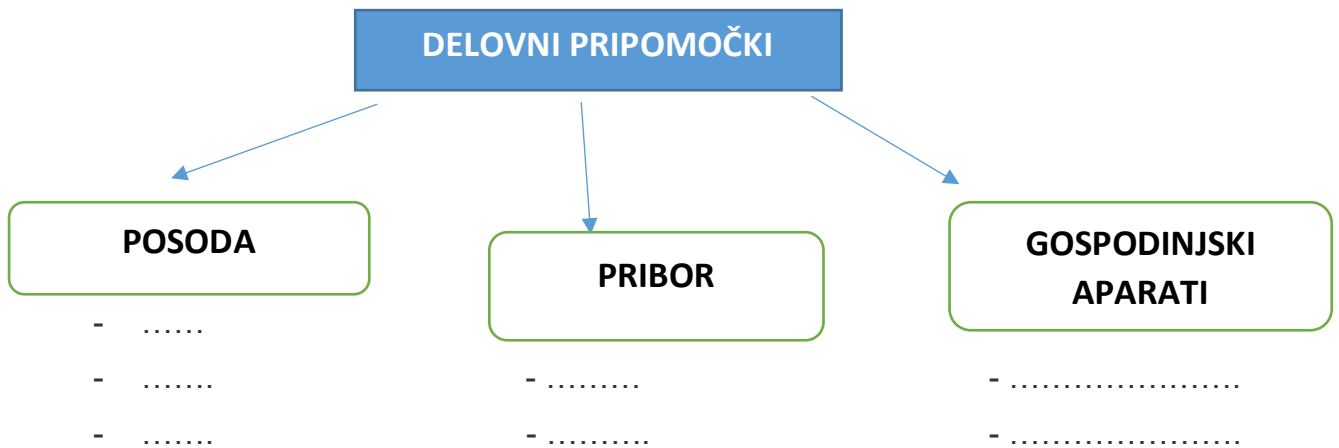 DELOVNI PRIPOMOČKI
POSODA
PRIBOR
GOSPODINJSKI
APARATI
- ......
- .......
- .......
- .........
- ..........
- ......................
- ......................